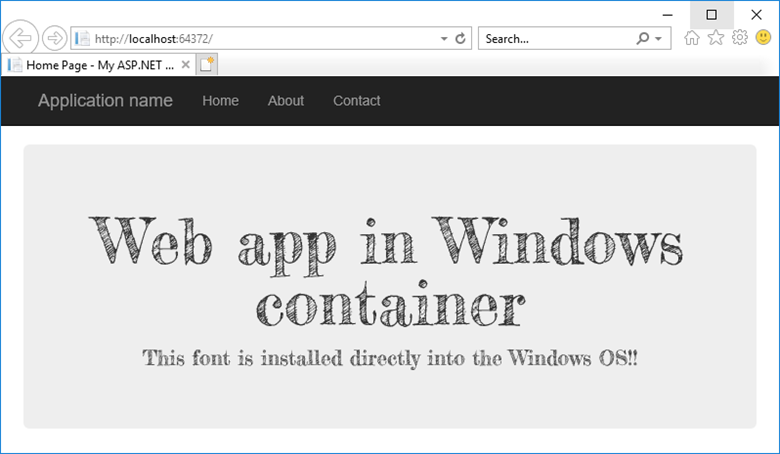 http://localhost:64372/
Search...
Home Page - My ASP.NET ...
Application name Home About Contact
Web app in Windows
container
This font is installed directly into the Windows OS!!